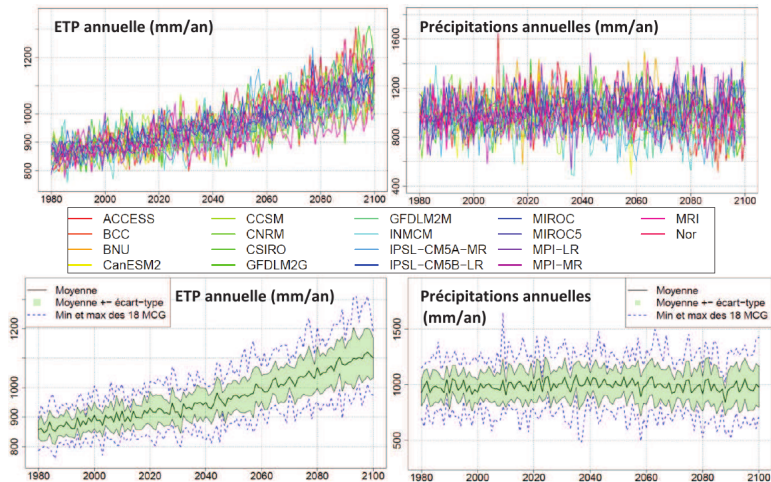 ETP annuelle (mm/an)
Précipitations annuelles (mm/an)
1200
1000
900
800
1980 2000 2020 2040 2060 2080 2100
1600
1200
800
400
1980 2000 2020 2040 2060 2080 2100
ACCESS CCSM GFDLM2M MIROC MRI
BCC CNRM INMCM MIROC5 Nor
BNU CSIRO IPSL-CM5A-MR MPI-LR
CanESM2 GFDLM2G IPSL-CM5B-LR MPI-MR
Moyenne
Moyenne +- écart-type
Min et max des 18 MCG
ETP annuelle (mm/an)
1200
1000
900
800
1980 2000 2020 2040 2060 2080 2100
Précipitations annuelles
(mm/an)
Moyenne
Moyenne +- écart-type
Min et max des 18 MCG
1500
1000
500
1980 2000 2010 2020 2030 2040 2050 2060 2070 2080 2090 2100